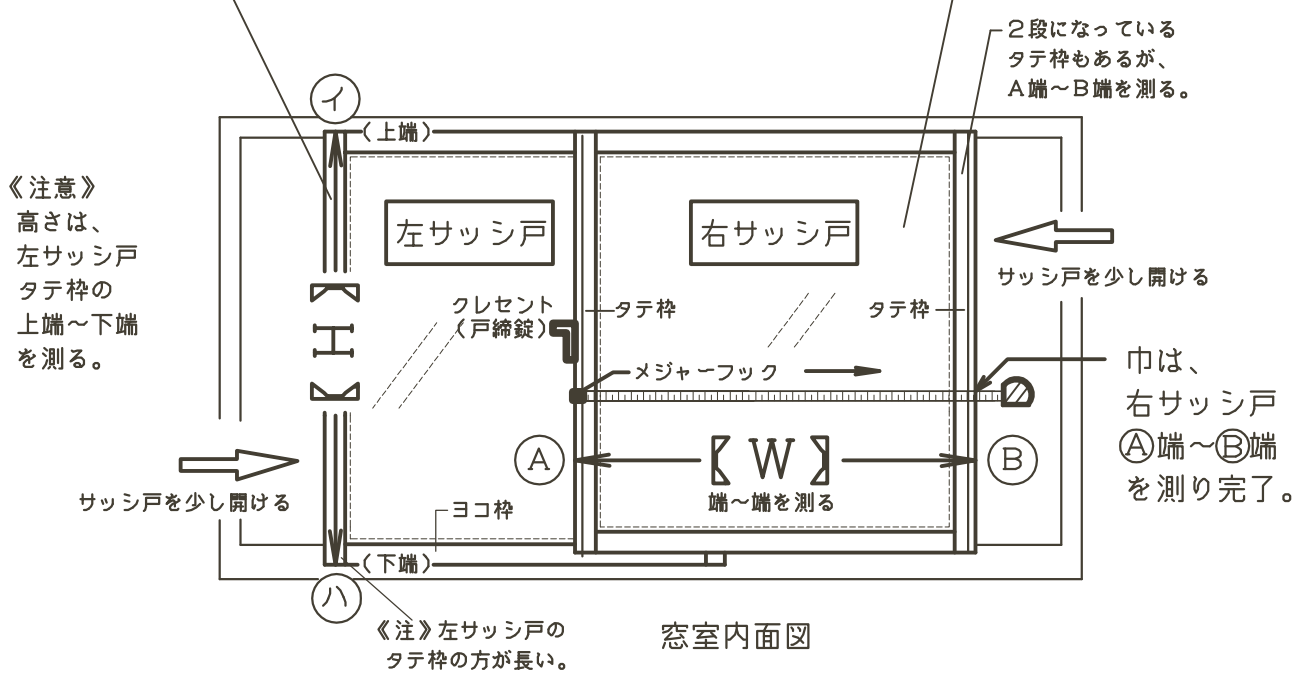 2段になっている
タテ枠もあるが、
A端～B端を測る。
イ
(上端)
《注意》
高さは、
左サッシ戸
タテ枠の
上端～下端
を測る。
左サッシ戸
右サッシ戸
サッシ戸を少し開ける
クレセント
(戸締錠)
タテ枠
タテ枠
【H】
メジャーフック
巾は、
右サッシ戸
Ⓐ端～Ⓑ端
を測り完了。
Ⓐ
【W】
Ⓑ
端～端を測る
サッシ戸を少し開ける
ヨコ枠
(下端)
ハ
《注》左サッシ戸の
タテ枠の方が長い。
窓室内面図